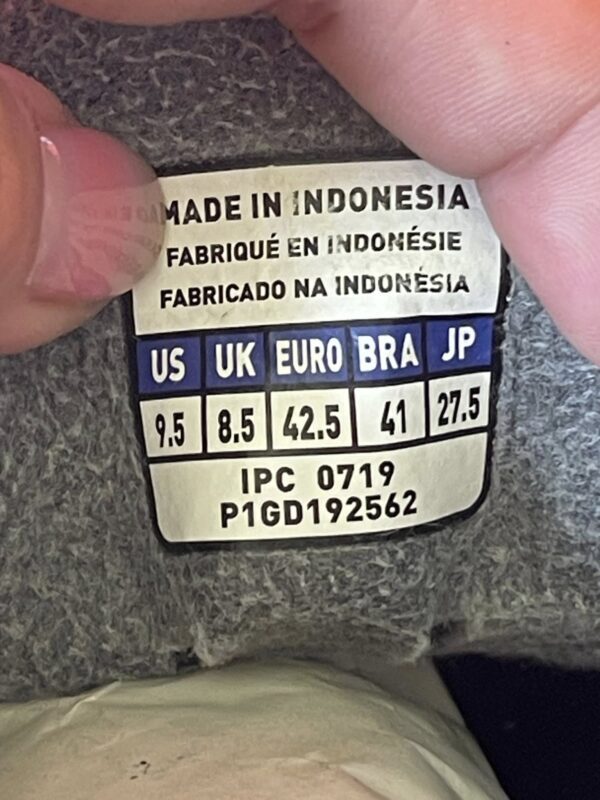 MADE IN INDONESIA
FABRIQUÉ EN INDONÉSIE
FABRICADO NA INDONÉSIA
US UK EURO BRA JP
9.5 8.5 42.5 41 27.5
IPC 0719
P1GD192562